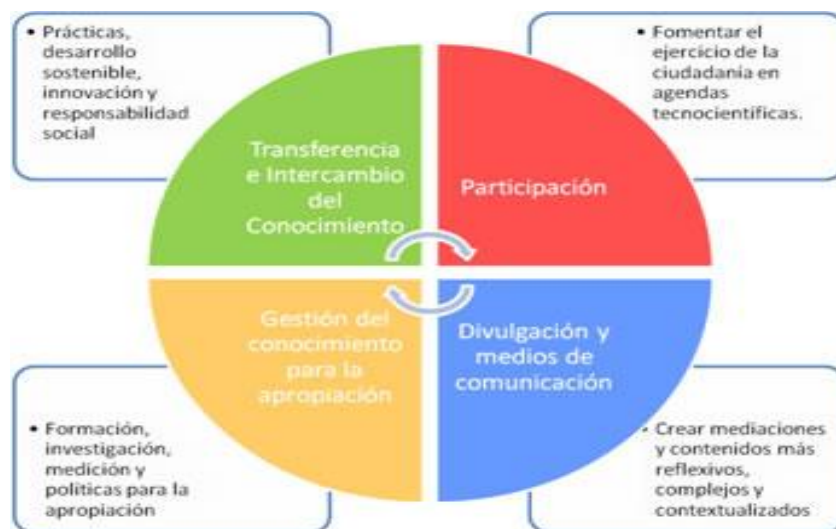 • Prácticas,
desarrollo
sostenible,
innovación y
responsabilidad
social
• Fomentar el
ejercicio de la
ciudadanía en
agendas
tecnocientíficas.
Transferencia
e Intercambio
del
Conocimiento
Participación
Gestión del
conocimiento
para la
apropiación
Divulgación y
medios de
comunicación
• Formación,
investigación,
medición y
políticas para la
apropiación
• Crear mediaciones
y contenidos más
reflexivos,
complejos y
contextualizados